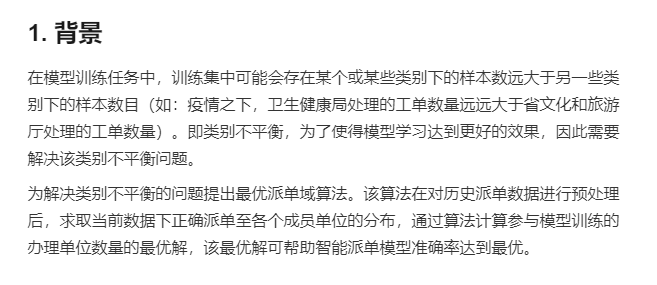 1. 背景
在模型训练任务中，训练集中可能会存在某个或某些类别下的样本数远大于另一些类
别下的样本数目（如：疫情之下，卫生健康局处理的工单数量远远大于省文化和旅游
厅处理的工单数量）。即类别不平衡，为了使得模型学习达到更好的效果，因此需要
解决该类别不平衡问题。
为解决类别不平衡的问题提出最优派单域算法。该算法在对历史派单数据进行预处理
后，求取当前数据下正确派单至各个成员单位的分布，通过算法计算参与模型训练的
办理单位数量的最优解，该最优解可帮助智能派单模型准确率达到最优。